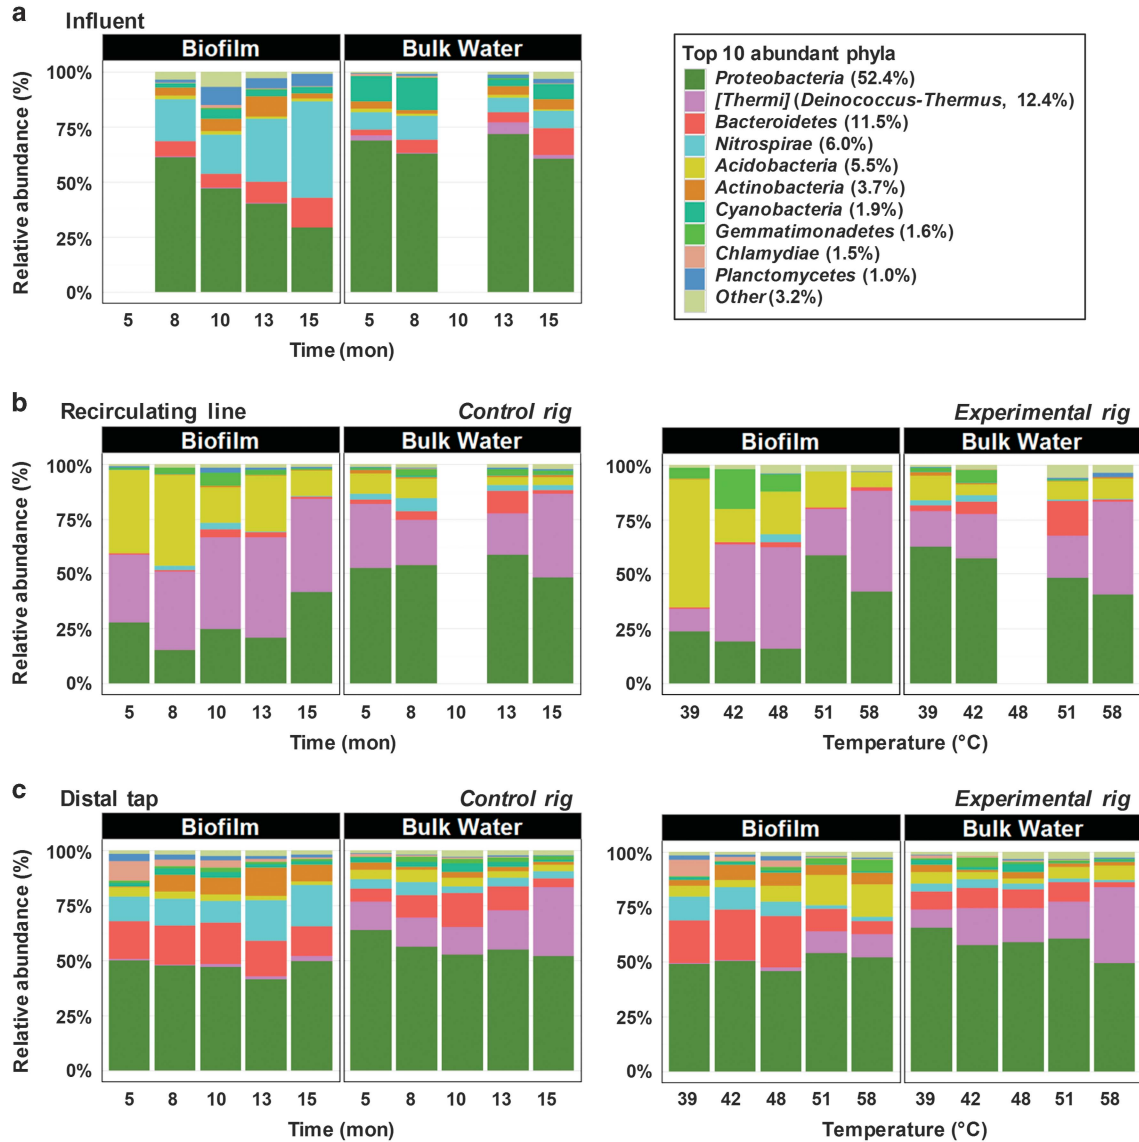 a
Influent
Biofilm
Bulk Water
Relative abundance (%)
100%
75%
50%
25%
0%
5 8 10 13 15
5 8 10 13 15
Time (mon)
Top 10 abundant phyla
Proteobacteria (52.4%)
[Thermi] (Deinococcus-Thermus, 12.4%)
Bacteroidetes (11.5%)
Nitrospirae (6.0%)
Acidobacteria (5.5%)
Actinobacteria (3.7%)
Cyanobacteria (1.9%)
Gemmatimonadetes (1.6%)
Chlamydiae (1.5%)
Planctomycetes (1.0%)
Other (3.2%)
b
Recirculating line
Control rig
Biofilm
Bulk Water
Relative abundance (%)
100%
75%
50%
25%
0%
5 8 10 13 15
5 8 10 13 15
Time (mon)
Experimental rig
Biofilm
Bulk Water
100%
75%
50%
25%
0%
39 42 48 51 58
39 42 48 51 58
Temperature (°C)
c
Distal tap
Control rig
Biofilm
Bulk Water
Relative abundance (%)
100%
75%
50%
25%
0%
5 8 10 13 15
5 8 10 13 15
Time (mon)
Experimental rig
Biofilm
Bulk Water
100%
75%
50%
25%
0%
39 42 48 51 58
39 42 48 51 58
Temperature (°C)